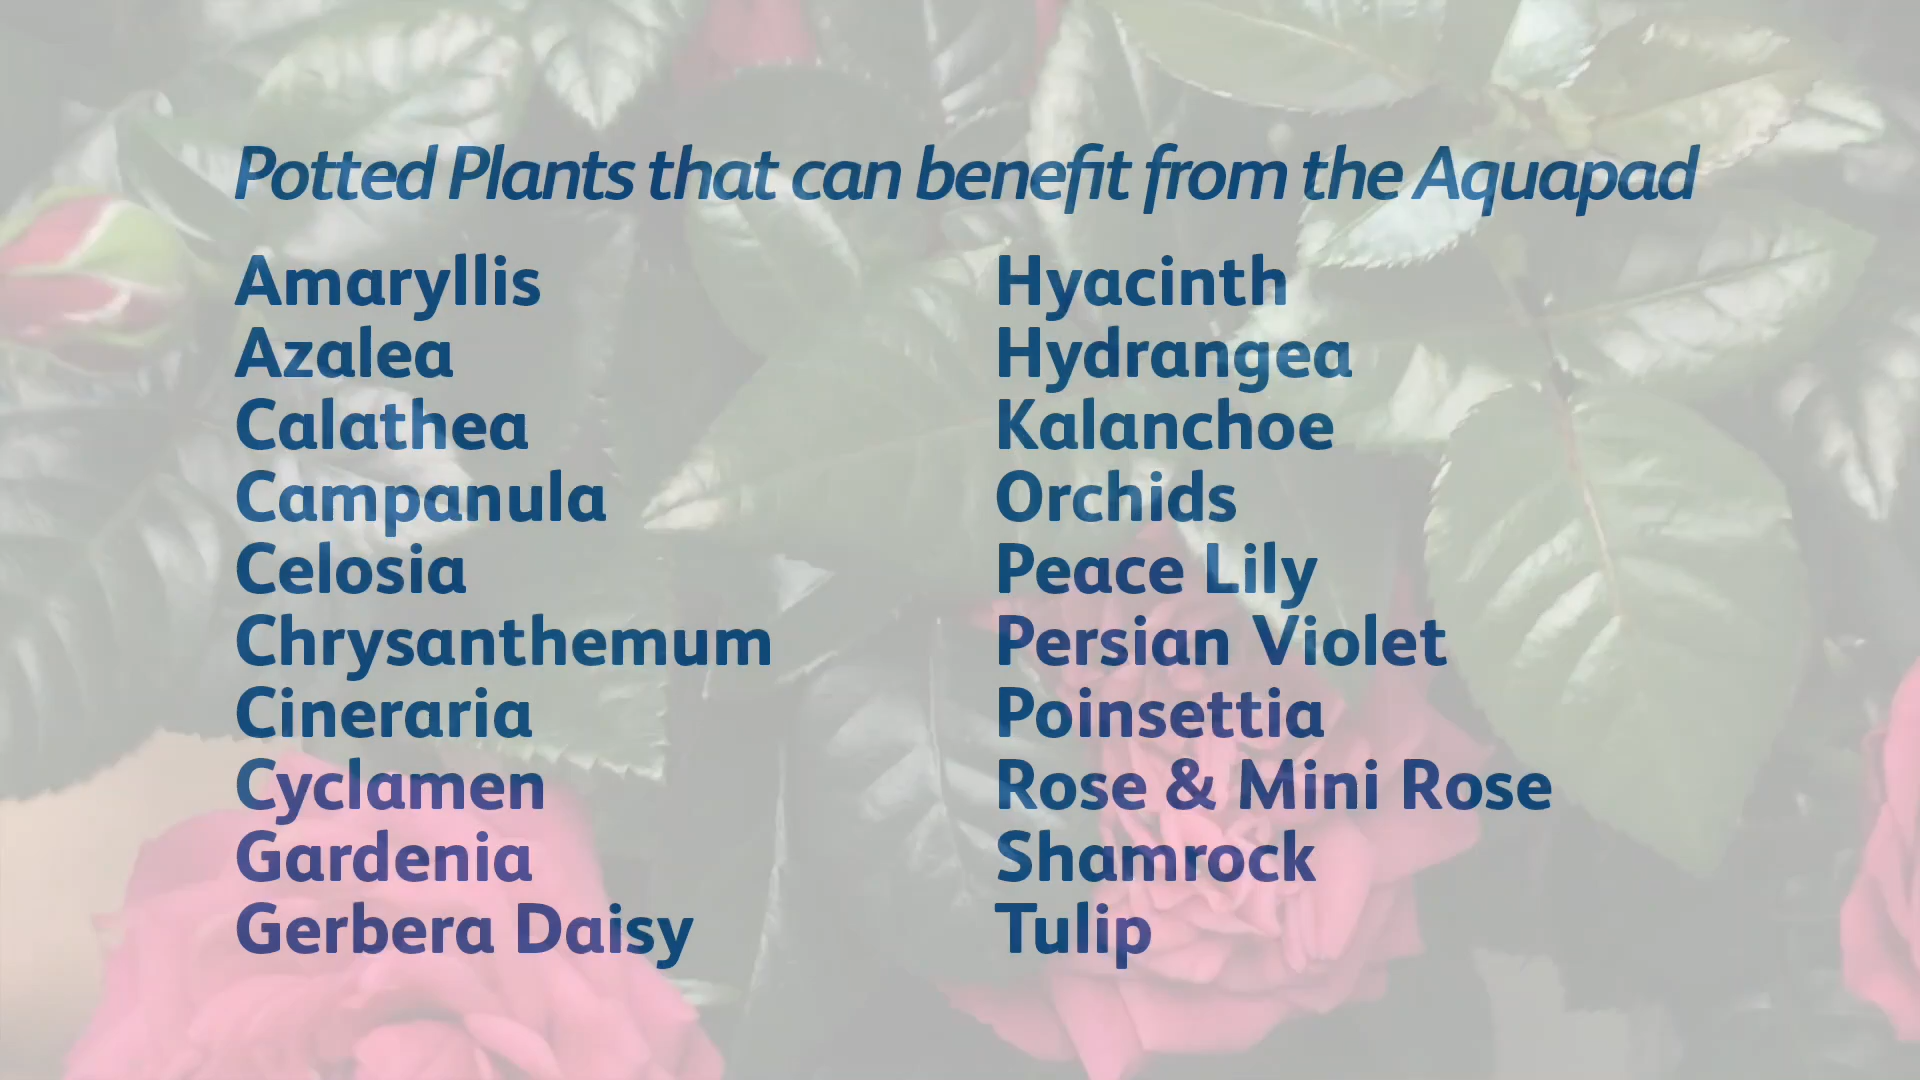 Potted Plants that can benefit from the Aquapad
Amaryllis
Azalea
Calathea
Campanula
Celosia
Chrysanthemum
Cineraria
Cyclamen
Gardenia
Gerbera Daisy
Hyacinth
Hydrangea
Kalanchoe
Orchids
Peace Lily
Persian Violet
Poinsettia
Rose & Mini Rose
Shamrock
Tulip